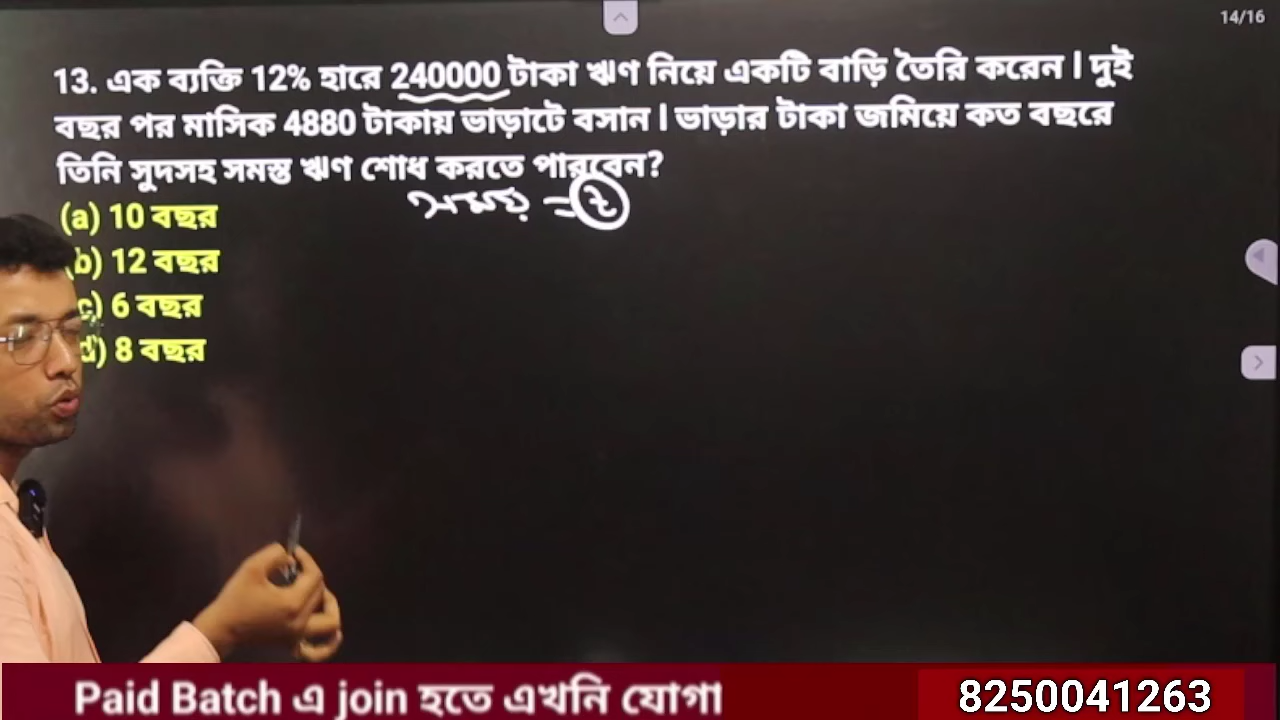 14/16
13. এক ব্যক্তি 12% হারে 240000 টাকা ঋণ নিয়ে একটি বাড়ি তৈরি করেন। দুই
বছর পর মাসিক 4880 টাকায় ভাড়াটে বসান। ভাড়ার টাকা জমিয়ে কত বছরে
তিনি সুদসহ সমস্ত ঋণ শোধ করতে পারবেন?
সময় = t
(a) 10 বছর
b) 12 বছর
c) 6 বছর
d) 8 বছর
Paid Batch এ join হতে এখনি যোগা
8250041263